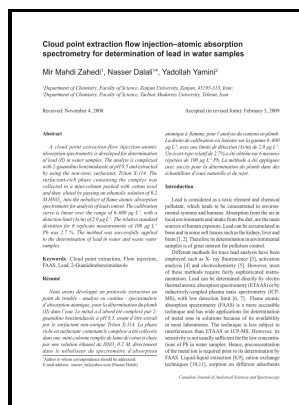 Cloud point extraction flow injection–atomic absorption
spectrometry for determination of lead in water samples
Mir Mahdi Zahedi¹, Nasser Dalali¹*, Yadollah Yamini²
¹Department of Chemistry, Faculty of Science, Zanjan University, Zanjan, 45195-313, Iran;
²Department of Chemistry, Faculty of Science, Tarbiat Modarres University, Tehran, Iran
Received: November 4, 2008
Accepted (in revised form): February 3, 2009
Abstract
A cloud point extraction-flow injection-atomic
absorption spectrometry is developed for determination
of lead (II) in water samples. The analyte is complexed
with 2-guanidinobenzimidazole at pH 8.5 and extracted
by using the non-ionic surfactant, Triton X-114. The
surfactant-rich phase containing the complex was
collected in a mini-column packed with cotton wool
and then eluted by passing an ethanolic solution of 0.2
M HNO₃ into the nebulizer of flame atomic absorption
spectrometer for analysis of lead content. The calibration
curve is linear over the range of 6–600 µg L⁻¹, with a
detection limit (3s) of 2.0 µg L⁻¹. The relative standard
deviation for 6 replicate measurements of 100 µg L⁻¹
Pb was 2.7 %. The method was successfully applied
to the determination of lead in water and waste water
samples.
Keywords: Cloud point Extraction, Flow injection,
FAAS, Lead, 2-Guanidinobenzimidazole
Résumé
Nous avons développé un protocole extraction au
point de trouble - analyse en continu - spectrométrie
d'absorption atomique, pour la détermination du plomb
(II) dans l'eau. Le métal a d'abord été complexé par 2-
guanidino benzimidazole à pH 8.5, avant d'être extrait
par le surfactant non-ionique Triton X-114. La phase
riche en surfactant contenant le complexe a été collectée
dans une mini-colonne remplie de laine de coton et éluée
par une solution éthanol de HNO₃ 0.2 M, directement
dans le nébuliseur du spectromètre d'absorption
atomique à flamme, pour l'analyse du contenu en plomb.
La droite de calibration est linéaire sur la gamme 6–600
µg L⁻¹, avec une limite de détection (3s) de 2.0 µg L⁻¹.
Un écart-type relatif de 2.7% a été obtenu sur 6 mesures
répétées de 100 µg L⁻¹ Pb. La méthode a été appliquée
avec succès pour la détermination du plomb dans des
échantillons d'eaux naturelle et de rejet.
Introduction
Lead is considered as a toxic element and chemical
pollutant, which tends to be concentrated in environ-
mental systems and humans. Absorption from the air in
local environments and intake from the diet, are the main
sources of human exposure. Lead can be accumulated in
bone and in some soft tissues such as the kidney, liver and
brain [1, 2]. Therefore its determination in environmental
samples is of great interest for pollution control.
Different methods for trace lead analysis have been
employed such as X-ray fluorescence [3], activation
analysis [4] and electrochemistry [5]. However, most
of these methods require fairly sophisticated instru-
mentation. Lead can be determined directly by electro
thermal atomic absorption spectrometry (ETAAS) or by
inductively-coupled plasma mass spectrometry (ICP-
MS), with low detection limit [6, 7]. Flame atomic
absorption spectrometry (FAAS) is a more accessible
technique and has wide applications for determination of
metal ions in solutions because of its availability
in most laboratories. The technique is less subject to
interferences than ETAAS or ICP-MS. However, its
sensitivity is not usually sufficient for the low concentra-
tions of Pb in water samples. Hence, preconcentration
of the metal ion is required prior to its determination by
FAAS. Liquid-liquid extraction [8,9], cation exchange
techniques [10,11], sorption on different adsorbents
*Author to whom correspondence should be addressed.
E-mail address: nasser_p@yahoo.com (Nasser Dalali)
Canadian Journal of Analytical Sciences and Spectroscopy